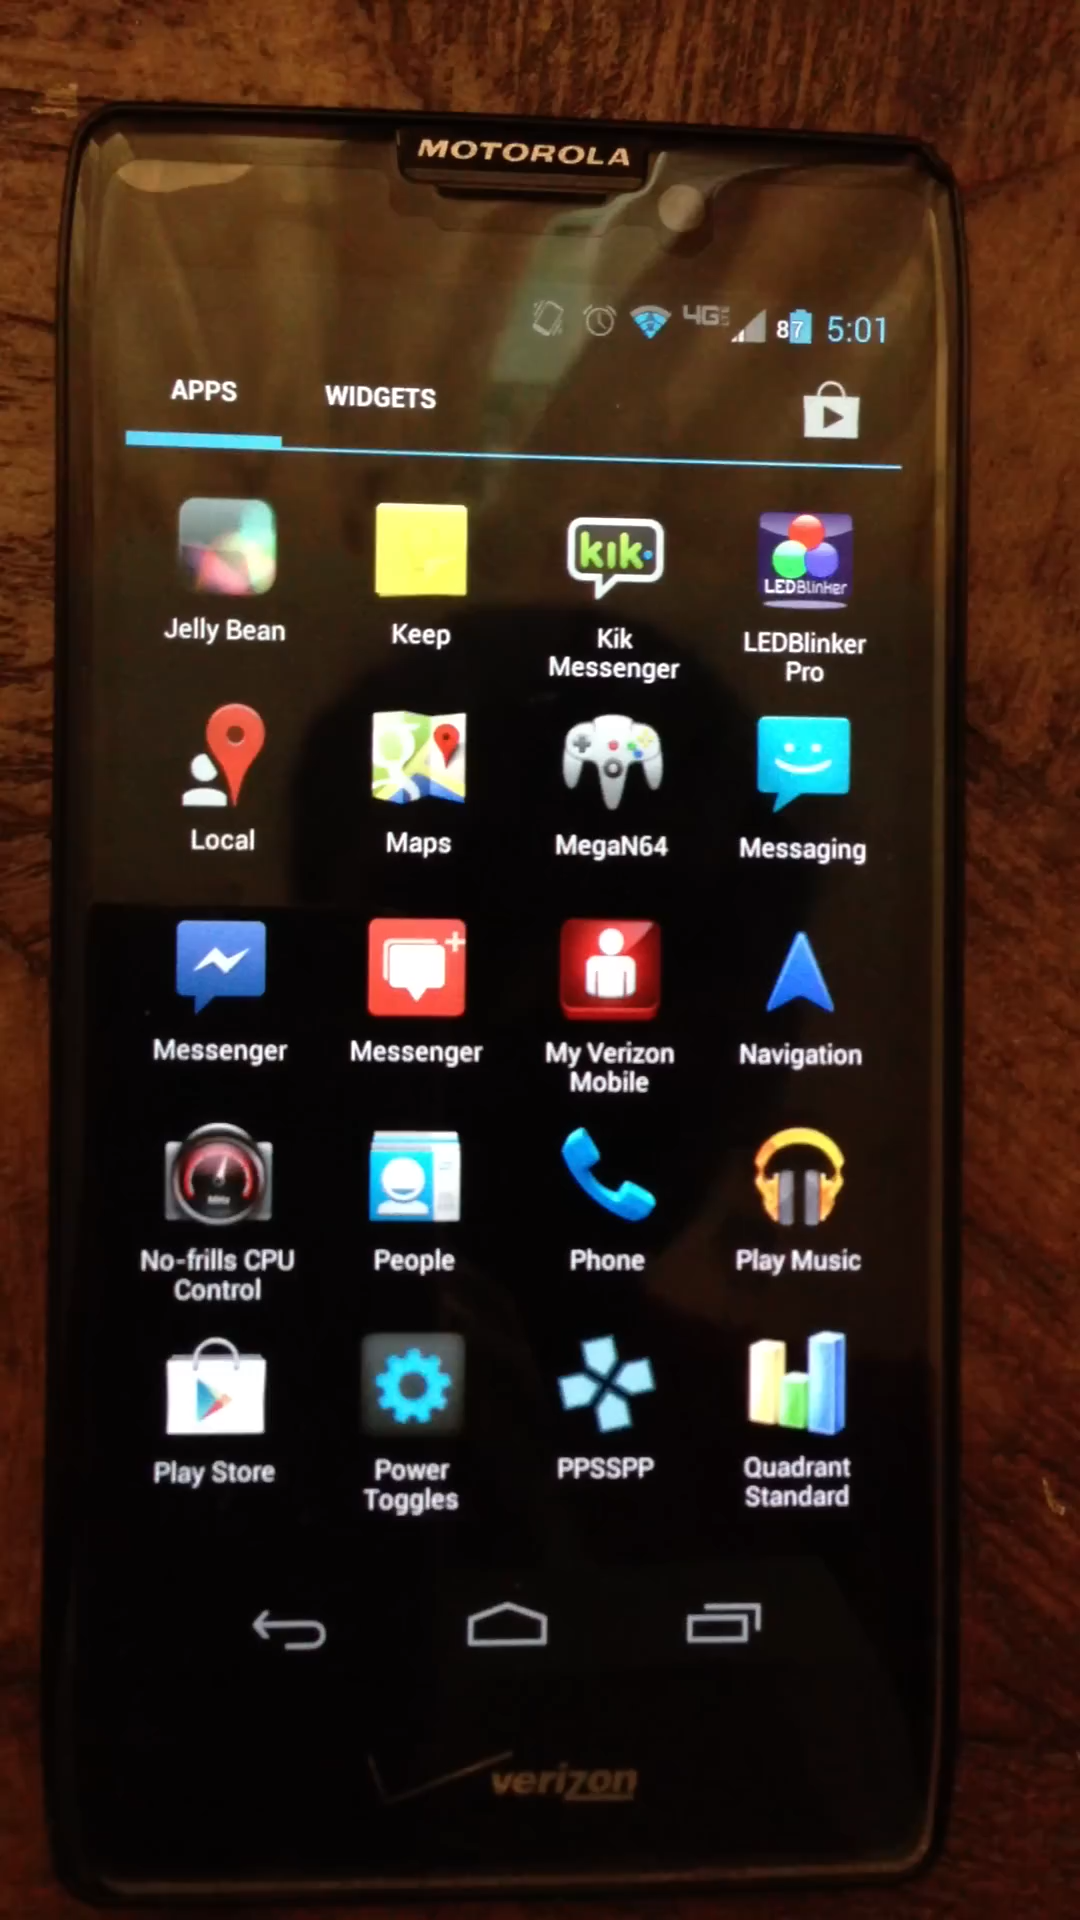 MOTOROLA
4G LTE 87 5:01
APPS WIDGETS
kik
LEDBlinker
Jelly Bean Keep Kik Messenger LEDBlinker Pro
Local Maps MegaN64 Messaging
Messenger Messenger My Verizon Mobile Navigation
MHz
No-frills CPU Control People Phone Play Music
Play Store Power Toggles PPSSPP Quadrant Standard
verizon